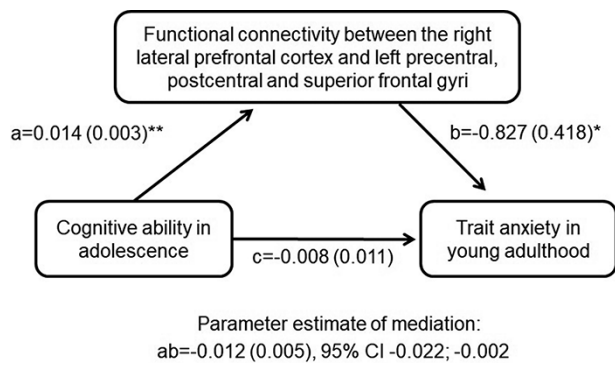 Functional connectivity between the right
lateral prefrontal cortex and left precentral,
postcentral and superior frontal gyri
a=0.014 (0.003)**
b=-0.827 (0.418)*
Cognitive ability in
adolescence
c=-0.008 (0.011)
Trait anxiety in
young adulthood
Parameter estimate of mediation:
ab=-0.012 (0.005), 95% CI -0.022; -0.002